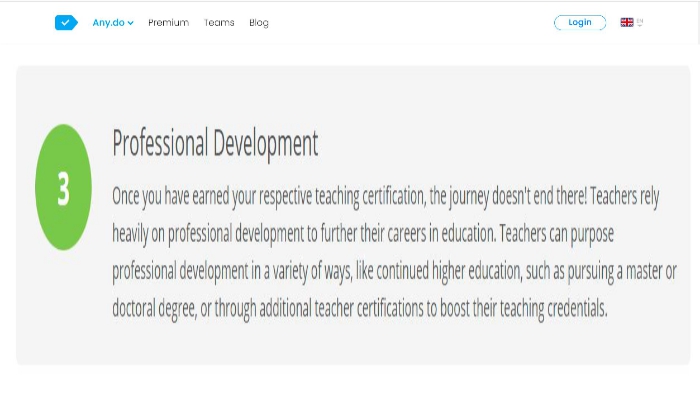 Any.do Premium Teams Blog Login EN
3
Professional Development
Once you have earned your respective teaching certification, the journey doesn't end there! Teachers rely
heavily on professional development to further their careers in education. Teachers can purpose
professional development in a variety of ways, like continued higher education, such as pursuing a master or
doctoral degree, or through additional teacher certifications to boost their teaching credentials.